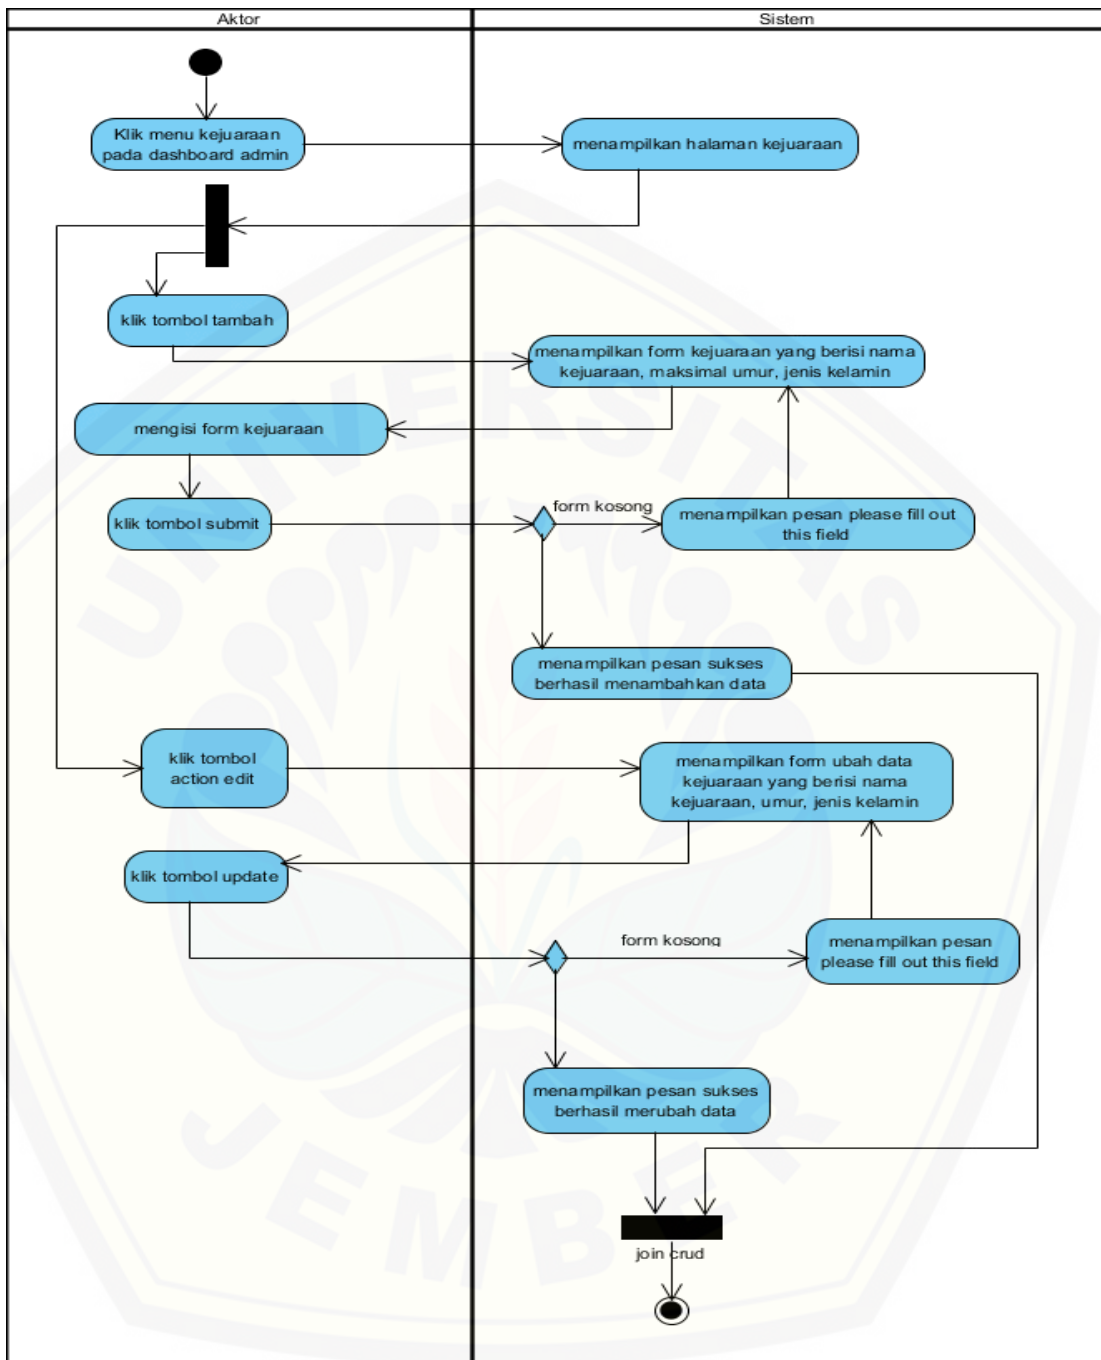 Aktor
Sistem
Klik menu kejuaraan
pada dashboard admin
menampilkan halaman kejuaraan
klik tombol tambah
menampilkan form kejuaraan yang berisi nama
kejuaraan, maksimal umur, jenis kelamin
mengisi form kejuaraan
klik tombol submit
form kosong
menampilkan pesan please fill out
this field
menampilkan pesan sukses
berhasil menambahkan data
klik tombol
action edit
menampilkan form ubah data
kejuaraan yang berisi nama
kejuaraan, umur, jenis kelamin
klik tombol update
form kosong
menampilkan pesan
please fill out this field
menampilkan pesan sukses
berhasil merubah data
join crud
UNIVERSITAS
JEMBER